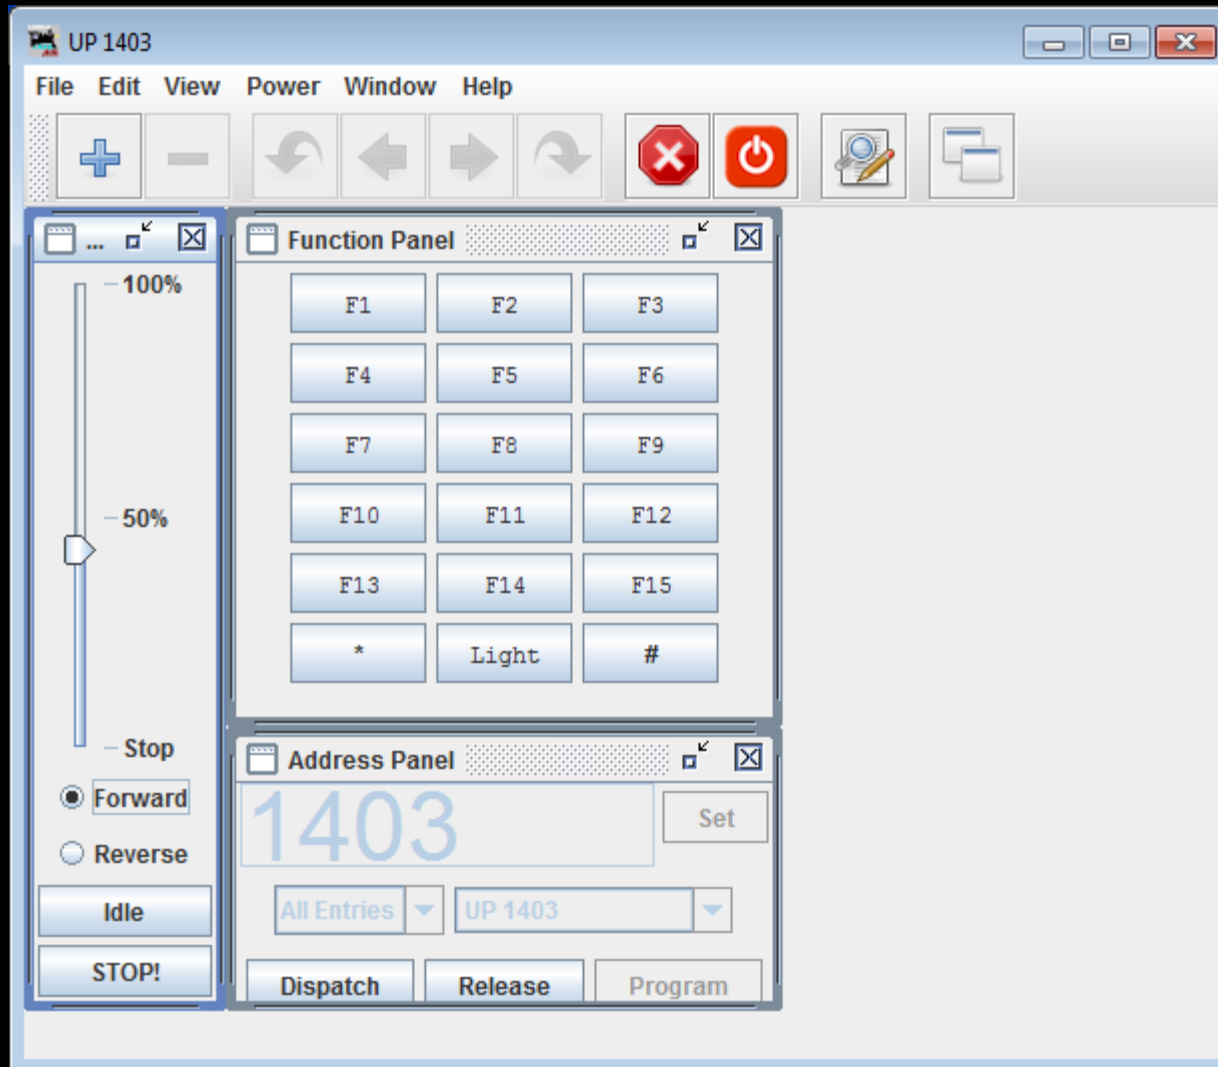 UP 1403
File Edit View Power Window Help
... Function Panel
100%
50%
Stop
Forward
Reverse
Idle
STOP!
F1 F2 F3
F4 F5 F6
F7 F8 F9
F10 F11 F12
F13 F14 F15
* Light #
Address Panel
1403 Set
All Entries UP 1403
Dispatch Release Program